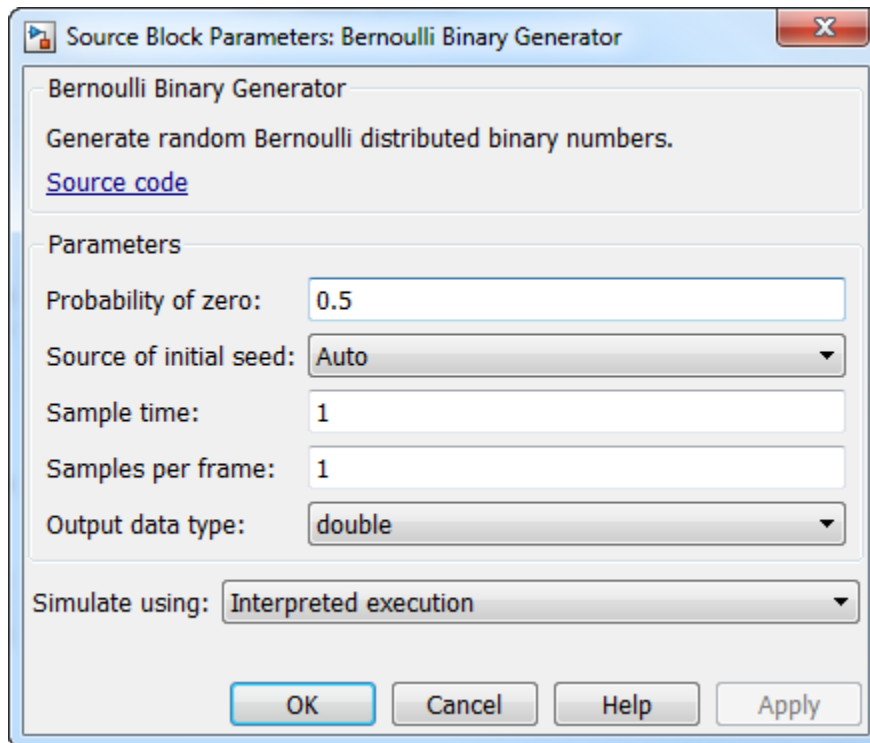 Source Block Parameters: Bernoulli Binary Generator
Bernoulli Binary Generator
Generate random Bernoulli distributed binary numbers.
Source code
Parameters
Probability of zero: 0.5
Source of initial seed: Auto
Sample time: 1
Samples per frame: 1
Output data type: double
Simulate using: Interpreted execution
OK Cancel Help Apply